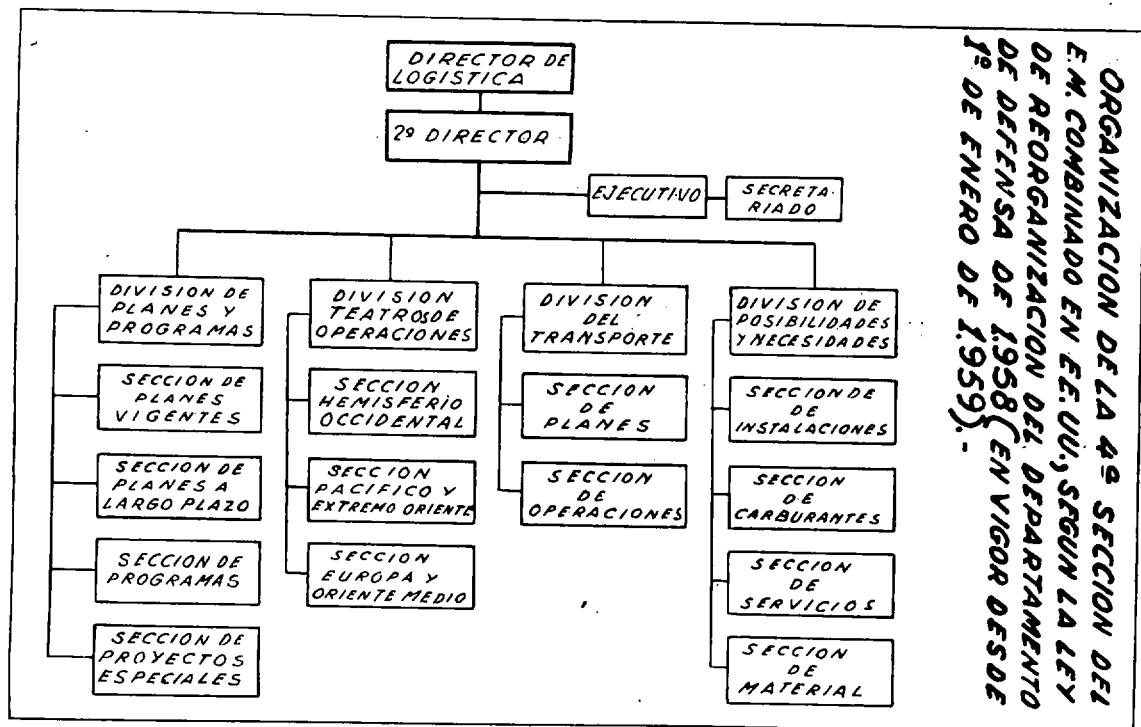 ORGANIZACION DE LA 4ª SECCION DEL
E.M. COMBINADO EN EE.UU., SEGUN LA LEY
DE REORGANIZACION DEL DEPARTAMENTO
DE DEFENSA DE 1.958 (EN VIGOR DESDE
1º DE ENERO DE 1.959).-
DIRECTOR DE
LOGISTICA
2º DIRECTOR
EJECUTIVO
SECRETA-
RIADO
DIVISION DE
PLANES Y
PROGRAMAS
SECCION DE
PLANES
VIGENTES
SECCION DE
PLANES A
LARGO PLAZO
SECCION DE
PROGRAMAS
SECCION DE
PROYECTOS
ESPECIALES
DIVISION
TEATROS DE
OPERACIONES
SECCION
HEMISFERIO
OCCIDENTAL
SECCION
PACIFICO Y
EXTREMO ORIENTE
SECCION
EUROPA Y
ORIENTE MEDIO
DIVISION
DEL
TRANSPORTE
SECCION
DE
PLANES
SECCION
DE
OPERACIONES
DIVISION DE
POSIBILIDADES
Y NECESIDADES
SECCION DE
DE
INSTALACIONES
SECCION
DE
CARBURANTES
SECCION
DE
SERVICIOS
SECCION
DE
MATERIAL